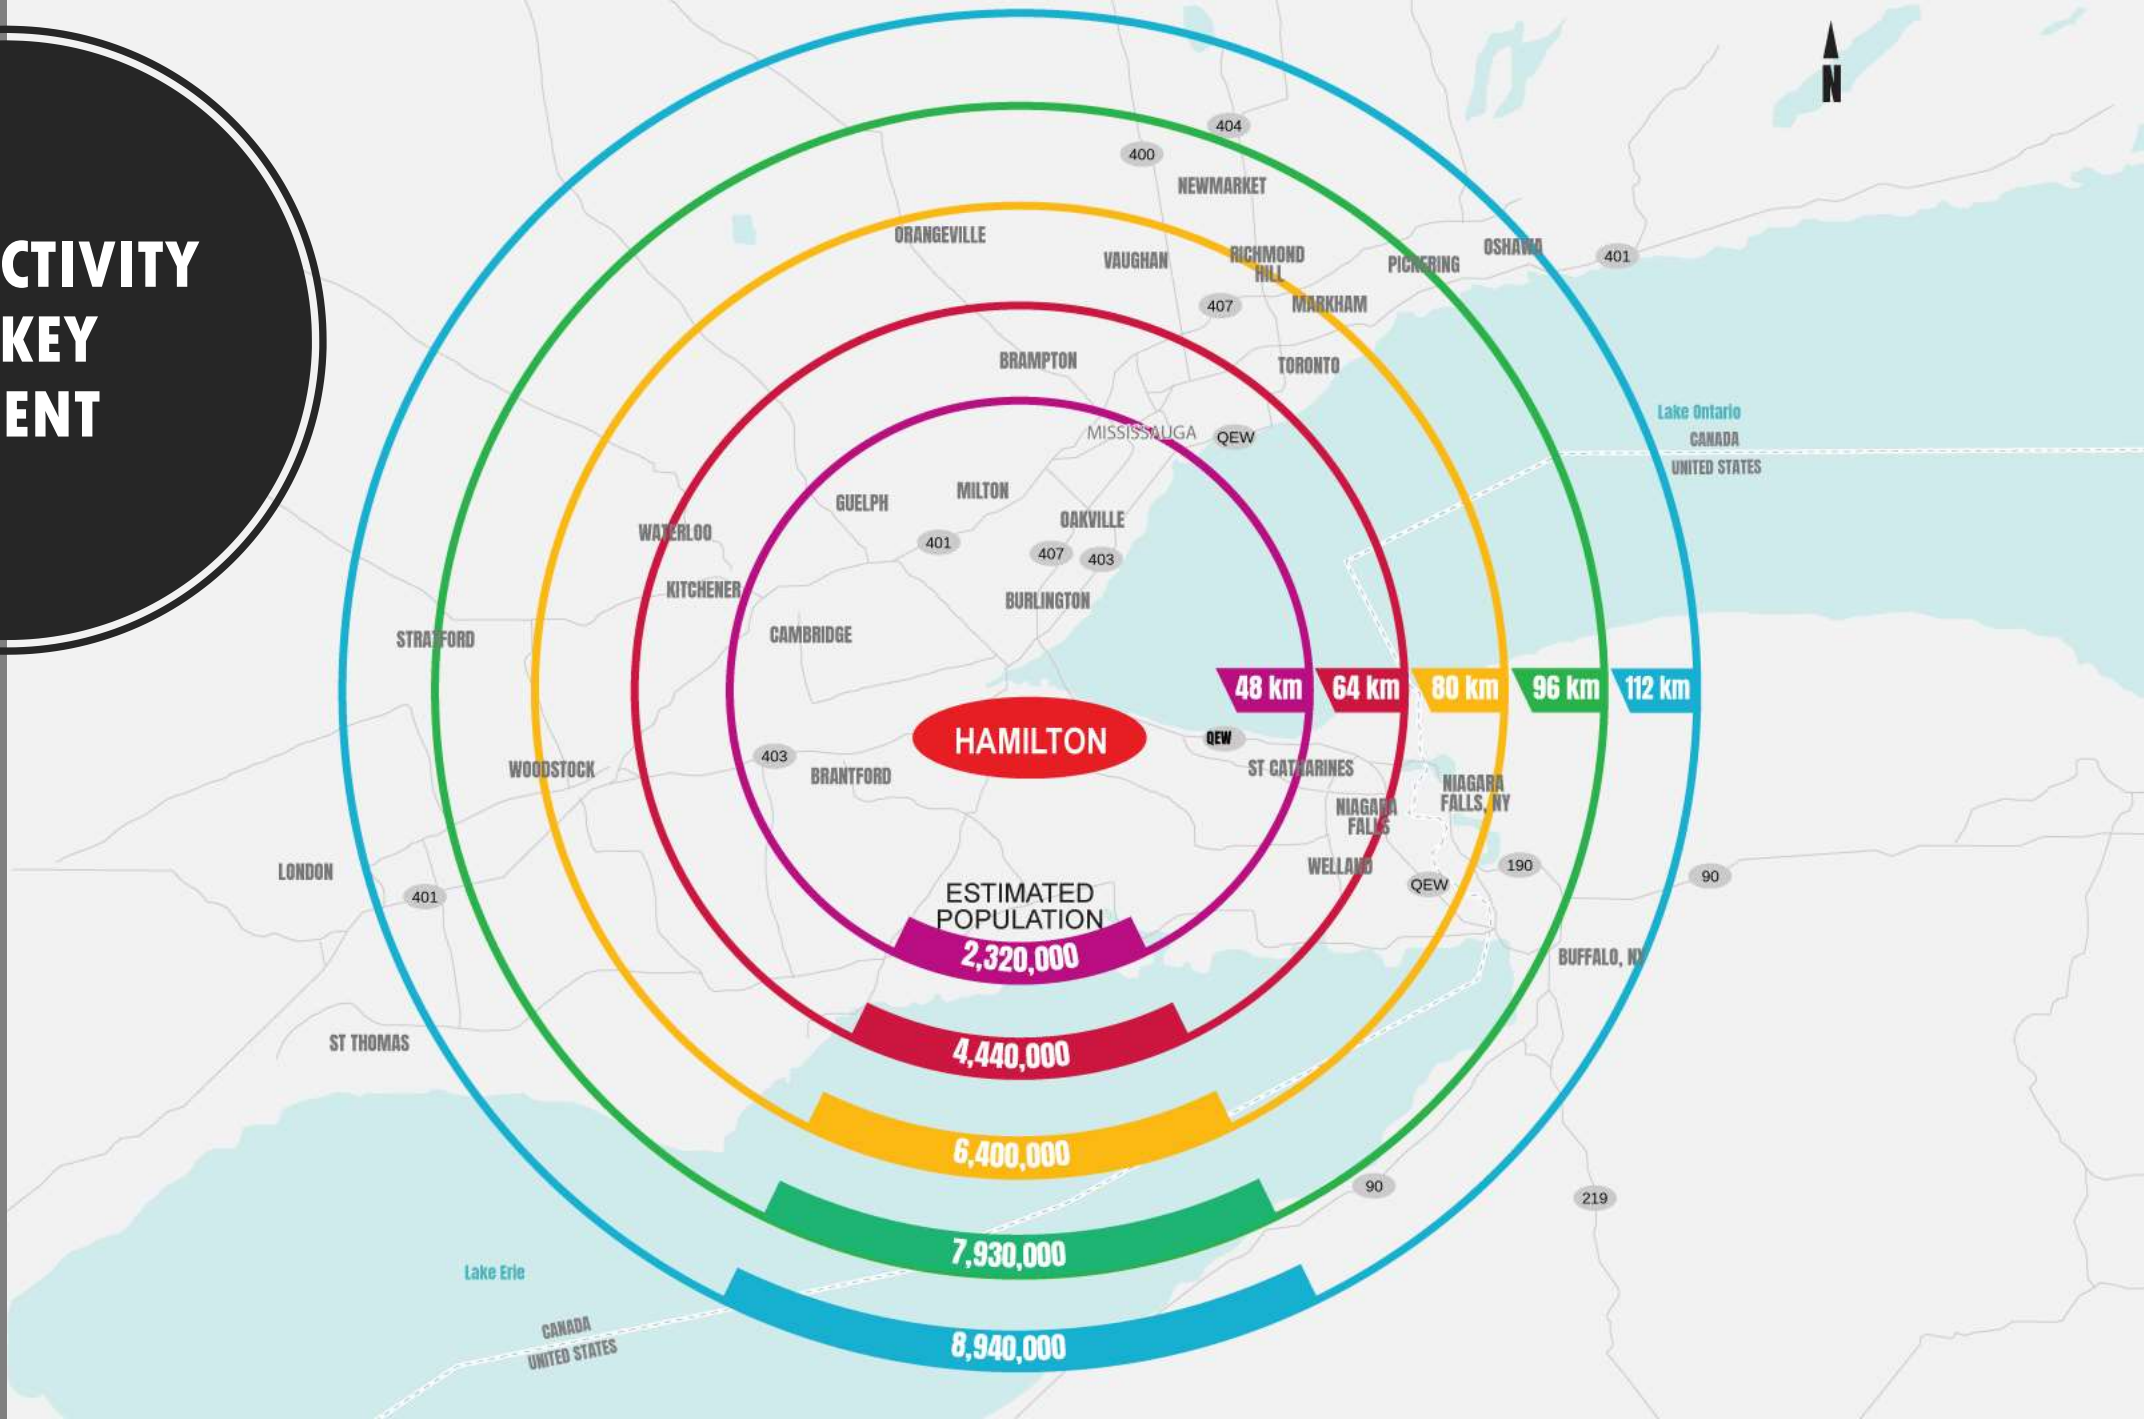 CTIVITY
KEY
ENT
N
404
400
NEWMARKET
ORANGEVILLE
VAUGHAN
RICHMOND
HILL
PICKERING
OSHAWA
401
407
MARKHAM
BRAMPTON
TORONTO
Lake Ontario
CANADA
UNITED STATES
MISSISSAUGA
QEW
GUELPH
MILTON
OAKVILLE
WATERLOO
401
407
403
KITCHENER
BURLINGTON
CAMBRIDGE
STRATFORD
48 km
64 km
80 km
96 km
112 km
HAMILTON
QEW
403
BRANTFORD
WOODSTOCK
ST CATHARINES
NIAGARA
FALLS, NY
NIAGARA
FALLS
WELLAND
190
QEW
90
LONDON
401
ESTIMATED
POPULATION
2,320,000
BUFFALO, NY
ST THOMAS
4,440,000
6,400,000
90
219
7,930,000
Lake Erie
CANADA
UNITED STATES
8,940,000